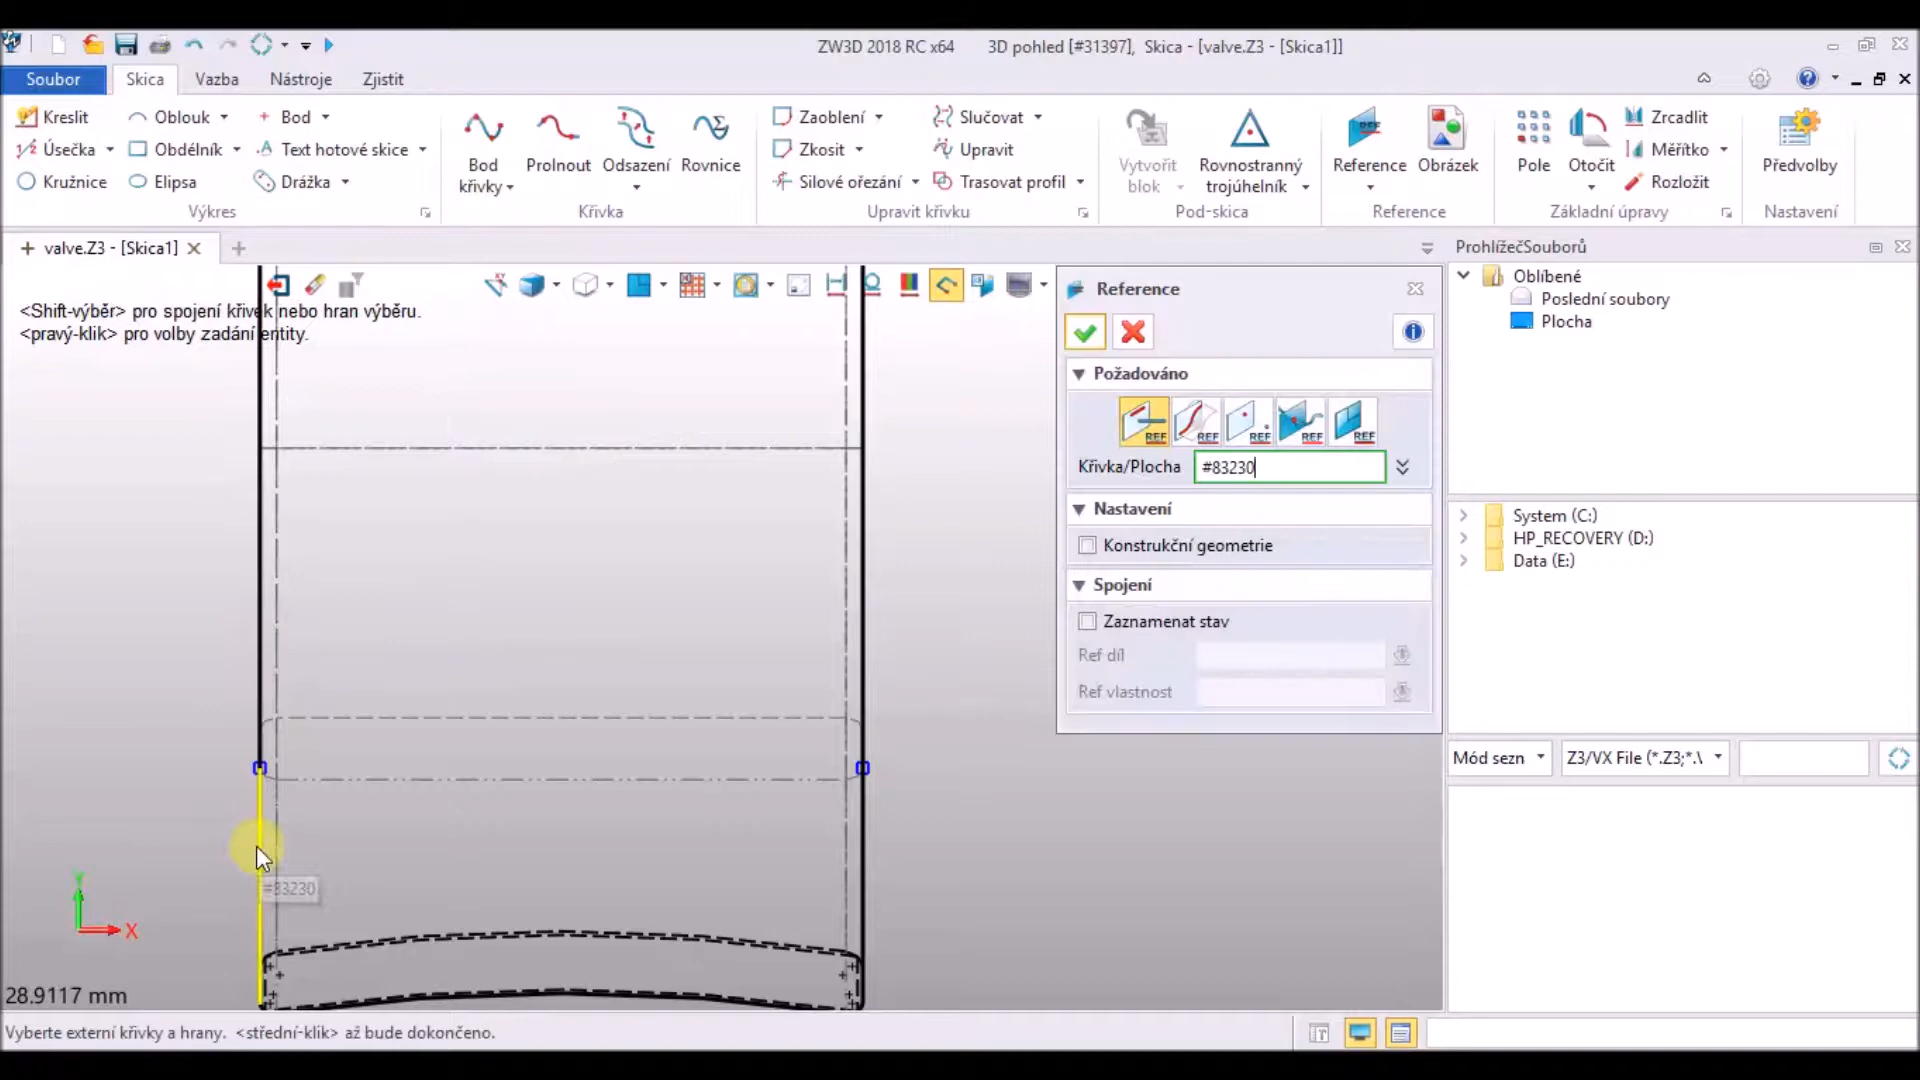 ZW3D 2018 RC x64 3D pohled [#31397], Skica - [valve.Z3 - [Skica1]]
Soubor Skica Vazba Nástroje Zjistit
Kreslit Oblouk Bod
Úsečka Obdélník Text hotové skice
Kružnice Elipsa Drážka
Výkres
Bod křivky Prolnout Odsazení Rovnice
Křivka
Zaoblení Slučovat
Zkosit Upravit
Silové ořezání Trasovat profil
Upravit křivku
Vytvořit blok Rovnostranný trojúhelník
Pod-skica
Reference Obrázek
Reference
Pole Otočit
Zrcadlit
Měřítko
Rozložit
Základní úpravy
Předvolby
Nastavení
valve.Z3 - [Skica1]
<Shift-výběr> pro spojení křivek nebo hran výběru.
<pravý-klik> pro volby zadání entity.
Reference
Požadováno
REF REF REF REF REF
Křivka/Plocha #83230
Nastavení
Konstrukční geometrie
Spojení
Zaznamenat stav
Ref díl
Ref vlastnost
ProhlížečSouborů
Oblíbené
Poslední soubory
Plocha
System (C:)
HP_RECOVERY (D:)
Data (E:)
Mód sezn Z3/VX File (*.Z3;*.\
#83230
Y
X
28.9117 mm
Vyberte externí křivky a hrany. <střední-klik> až bude dokončeno.